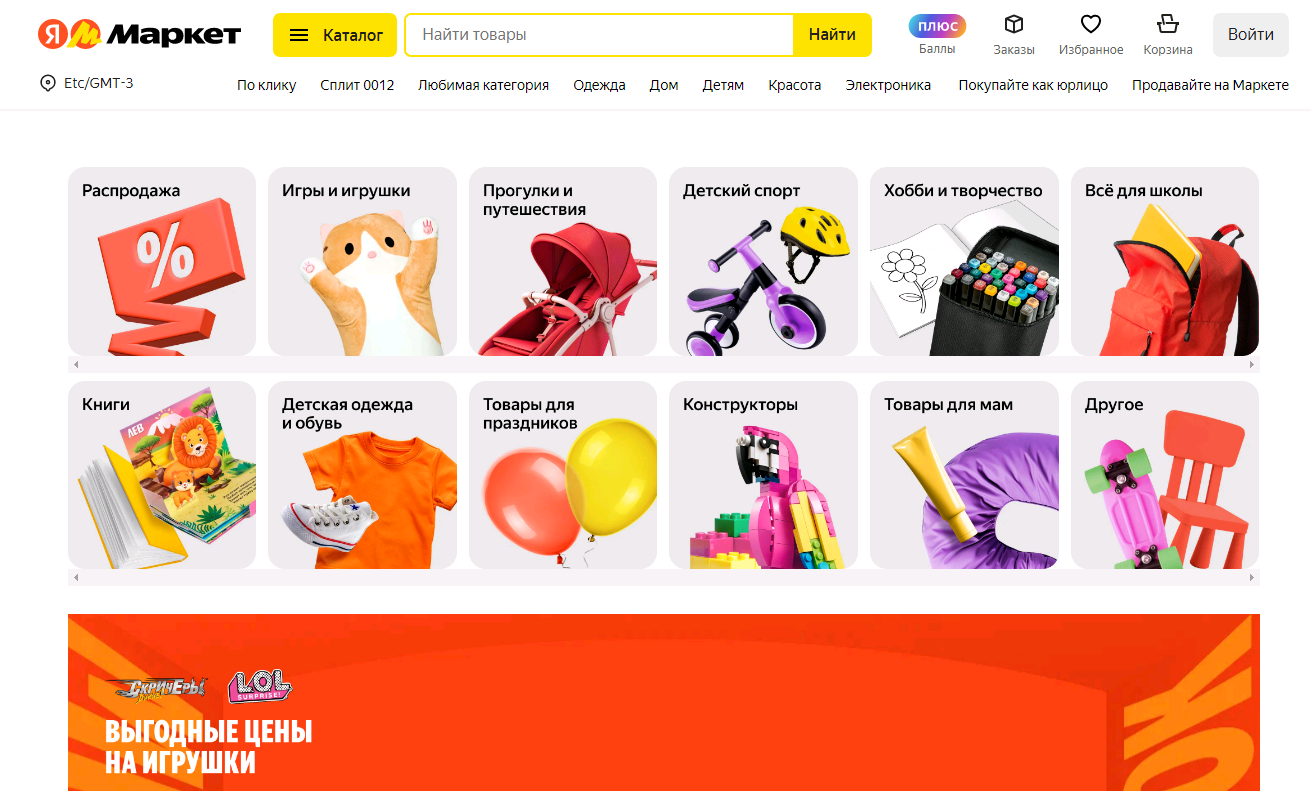 Я М Маркет
Каталог
Найти товары
Найти
плюс
Баллы
Заказы
Избранное
Корзина
Войти
Etc/GMT-3
По клику
Сплит 0012
Любимая категория
Одежда
Дом
Детям
Красота
Электроника
Покупайте как юрлицо
Продавайте на Маркете
Распродажа
%
Игры и игрушки
Прогулки и
путешествия
Детский спорт
Хобби и творчество
Всё для школы
Книги
ЛЕВ
Детская одежда
и обувь
Товары для
праздников
Конструкторы
Товары для мам
Другое
СКРИЧЕРЫ
L.O.L.
SURPRISE!
ВЫГОДНЫЕ ЦЕНЫ
НА ИГРУШКИ